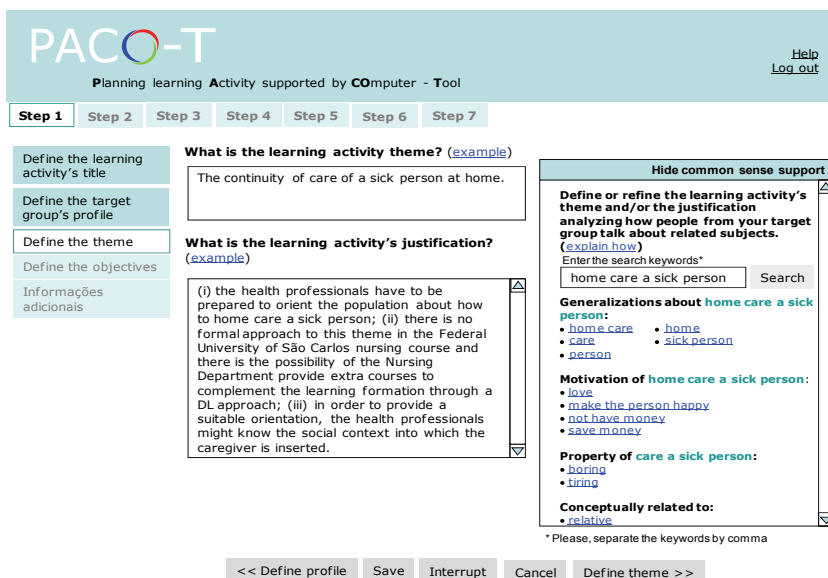 PACO-T
Planning learning Activity supported by COmputer - Tool
Help
Log out
Step 1
Step 2
Step 3
Step 4
Step 5
Step 6
Step 7
Define the learning
activity's title
Define the target
group's profile
Define the theme
Define the objectives
Informações
adicionais
What is the learning activity theme? (example)
The continuity of care of a sick person at home.
What is the learning activity's justification?
(example)
(i) the health professionals have to be
prepared to orient the population about how
to home care a sick person; (ii) there is no
formal approach to this theme in the Federal
University of São Carlos nursing course and
there is the possibility of the Nursing
Department provide extra courses to
complement the learning formation through a
DL approach; (iii) in order to provide a
suitable orientation, the health professionals
might know the social context into which the
caregiver is inserted.
Hide common sense support
Define or refine the learning activity's
theme and/or the justification
analyzing how people from your target
group talk about related subjects.
(explain how)
Enter the search keywords*
home care a sick person
Search
Generalizations about home care a sick
person:
• home care • home
• care • sick person
• person
Motivation of home care a sick person:
• love
• make the person happy
• not have money
• save money
Property of care a sick person:
• boring
• tiring
Conceptually related to:
• relative
* Please, separate the keywords by comma
<< Define profile
Save
Interrupt
Cancel
Define theme >>